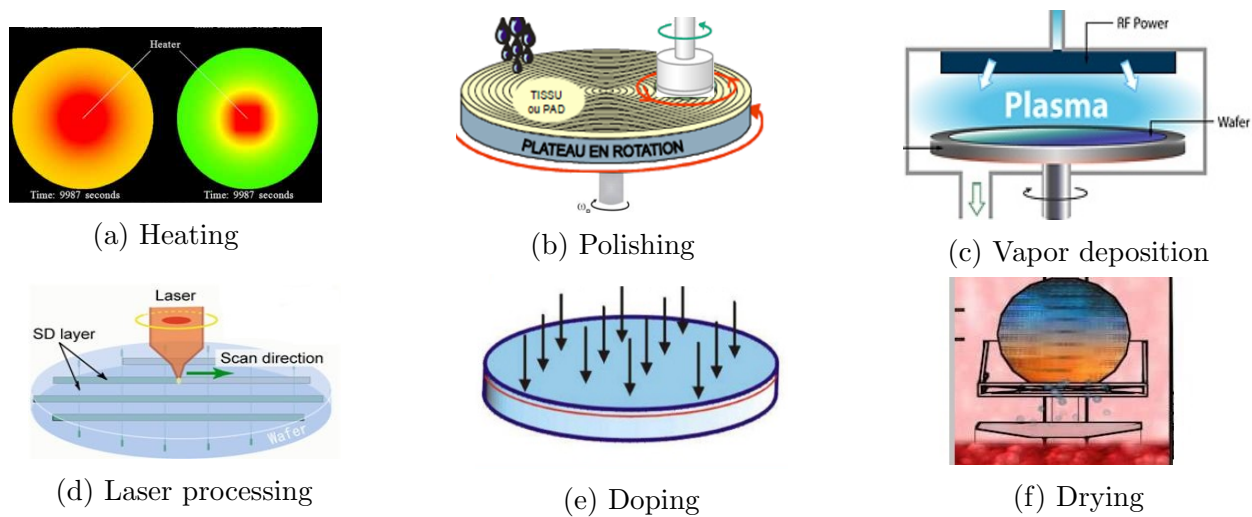 Heater
Time: 9987 seconds
Time: 9987 seconds
(a) Heating
TISSU
ou PAD
PLATEAU EN ROTATION
(b) Polishing
RF Power
Plasma
Wafer
(c) Vapor deposition
Laser
SD layer
Scan direction
Wafer
(d) Laser processing
(e) Doping
(f) Drying